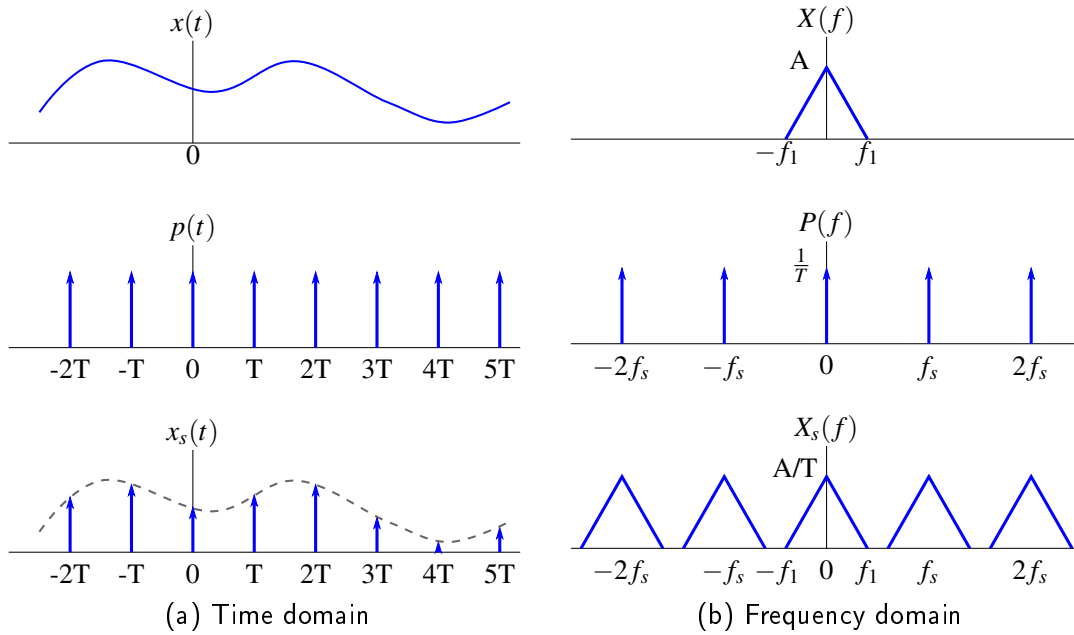 x(t)
0
X(f)
A
−f₁ f₁
p(t)
-2T -T 0 T 2T 3T 4T 5T
P(f)
1/T
−2fₛ −fₛ 0 fₛ 2fₛ
xₛ(t)
-2T -T 0 T 2T 3T 4T 5T
(a) Time domain
Xₛ(f)
A/T
−2fₛ −fₛ −f₁ 0 f₁ fₛ 2fₛ
(b) Frequency domain